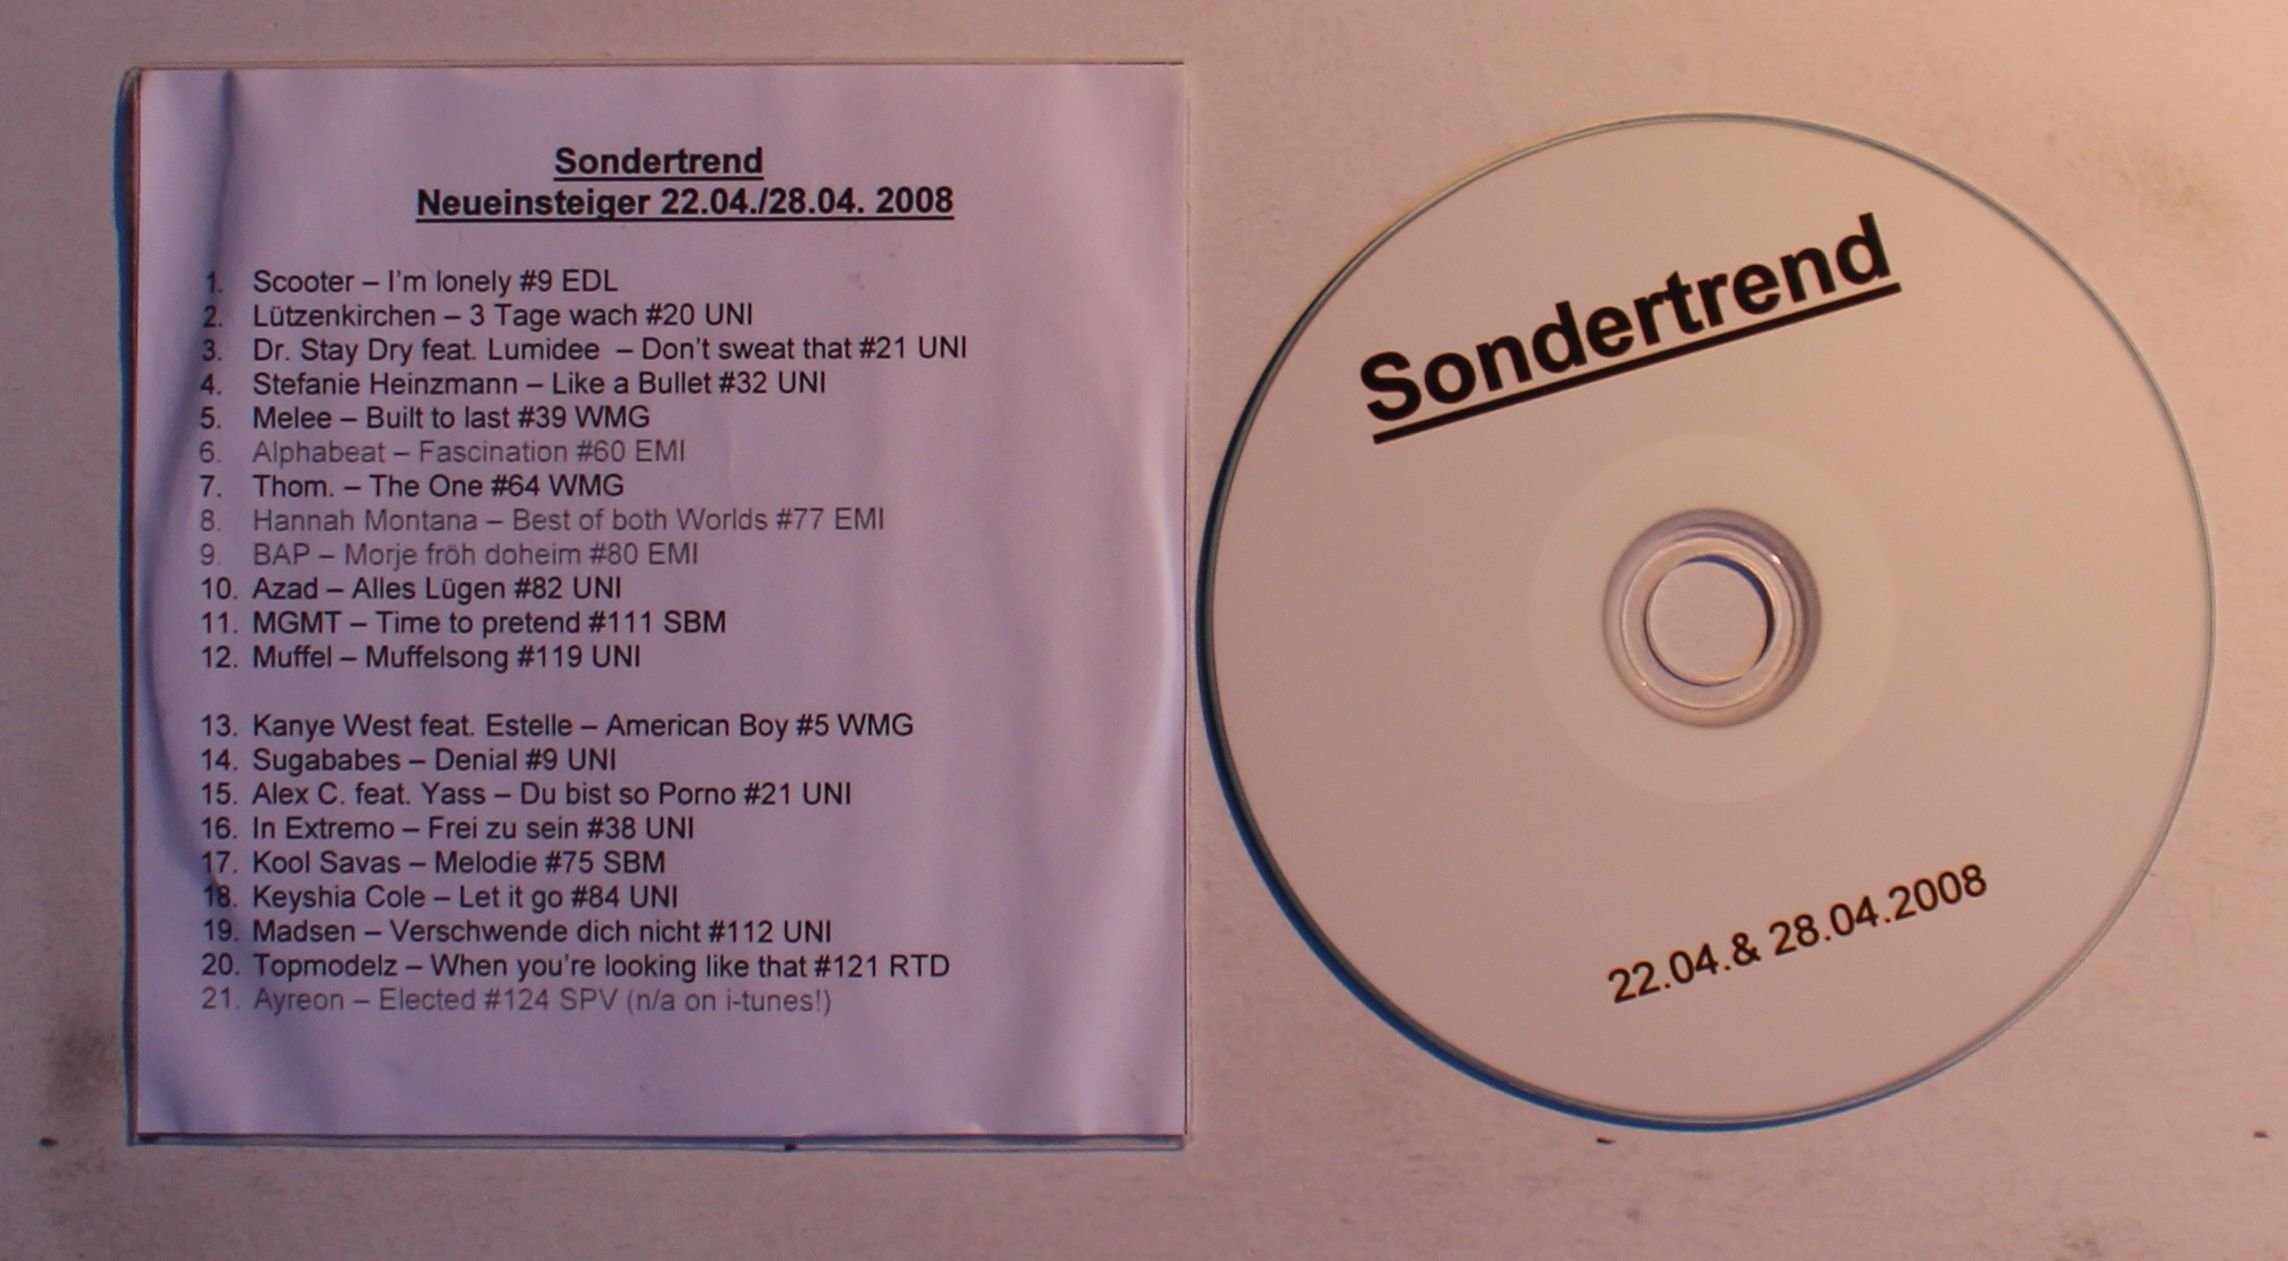 Sondertrend
Neueinsteiger 22.04./28.04. 2008
1. Scooter – I'm lonely #9 EDL
2. Lützenkirchen – 3 Tage wach #20 UNI
3. Dr. Stay Dry feat. Lumidee – Don't sweat that #21 UNI
4. Stefanie Heinzmann – Like a Bullet #32 UNI
5. Melee – Built to last #39 WMG
6. Alphabeat – Fascination #60 EMI
7. Thom. – The One #64 WMG
8. Hannah Montana – Best of both Worlds #77 EMI
9. BAP – Morje fröh doheim #80 EMI
10. Azad – Alles Lügen #82 UNI
11. MGMT – Time to pretend #111 SBM
12. Muffel – Muffelsong #119 UNI
13. Kanye West feat. Estelle – American Boy #5 WMG
14. Sugababes – Denial #9 UNI
15. Alex C. feat. Yass – Du bist so Porno #21 UNI
16. In Extremo – Frei zu sein #38 UNI
17. Kool Savas – Melodie #75 SBM
18. Keyshia Cole – Let it go #84 UNI
19. Madsen – Verschwende dich nicht #112 UNI
20. Topmodelz – When you're looking like that #121 RTD
21. Ayreon – Elected #124 SPV (n/a on i-tunes!)
Sondertrend
22.04.& 28.04.2008